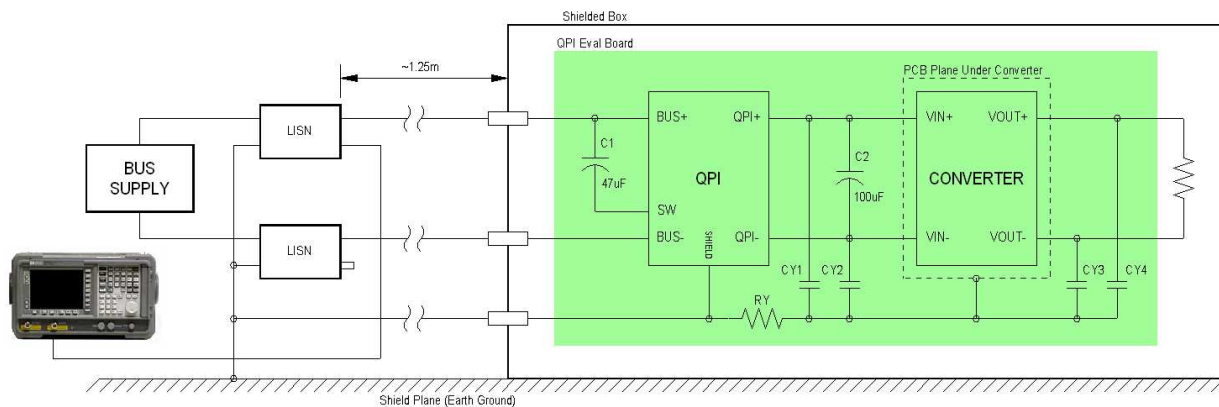 Shielded Box
QPI Eval Board
~1.25m
PCB Plane Under Converter
LISN
BUS+
QPI+
VIN+
VOUT+
C1
47uF
C2
100uF
BUS
SUPPLY
QPI
CONVERTER
SW
LISN
BUS-
SHIELD
QPI-
VIN-
VOUT-
CY1
CY2
CY3
CY4
RY
Shield Plane (Earth Ground)